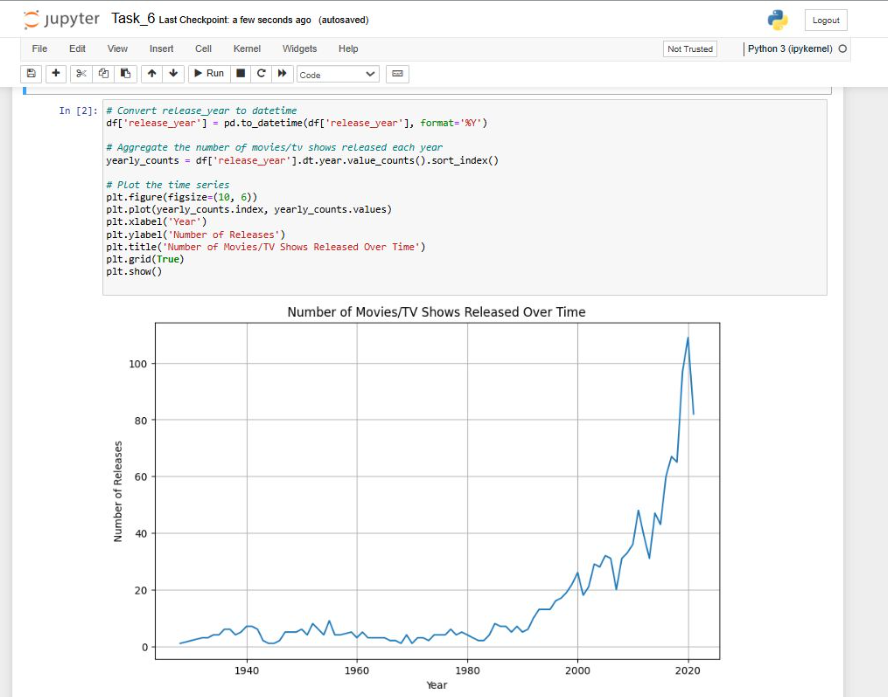 jupyter Task_6 Last Checkpoint: a few seconds ago (autosaved) Logout
File Edit View Insert Cell Kernel Widgets Help Not Trusted Python 3 (ipykernel)
Run Code
In [2]: # Convert release_year to datetime
df['release_year'] = pd.to_datetime(df['release_year'], format='%Y')
# Aggregate the number of movies/tv shows released each year
yearly_counts = df['release_year'].dt.year.value_counts().sort_index()
# Plot the time series
plt.figure(figsize=(10, 6))
plt.plot(yearly_counts.index, yearly_counts.values)
plt.xlabel('Year')
plt.ylabel('Number of Releases')
plt.title('Number of Movies/TV Shows Released Over Time')
plt.grid(True)
plt.show()
Number of Movies/TV Shows Released Over Time
Number of Releases
100
80
60
40
20
0
1940 1960 1980 2000 2020
Year